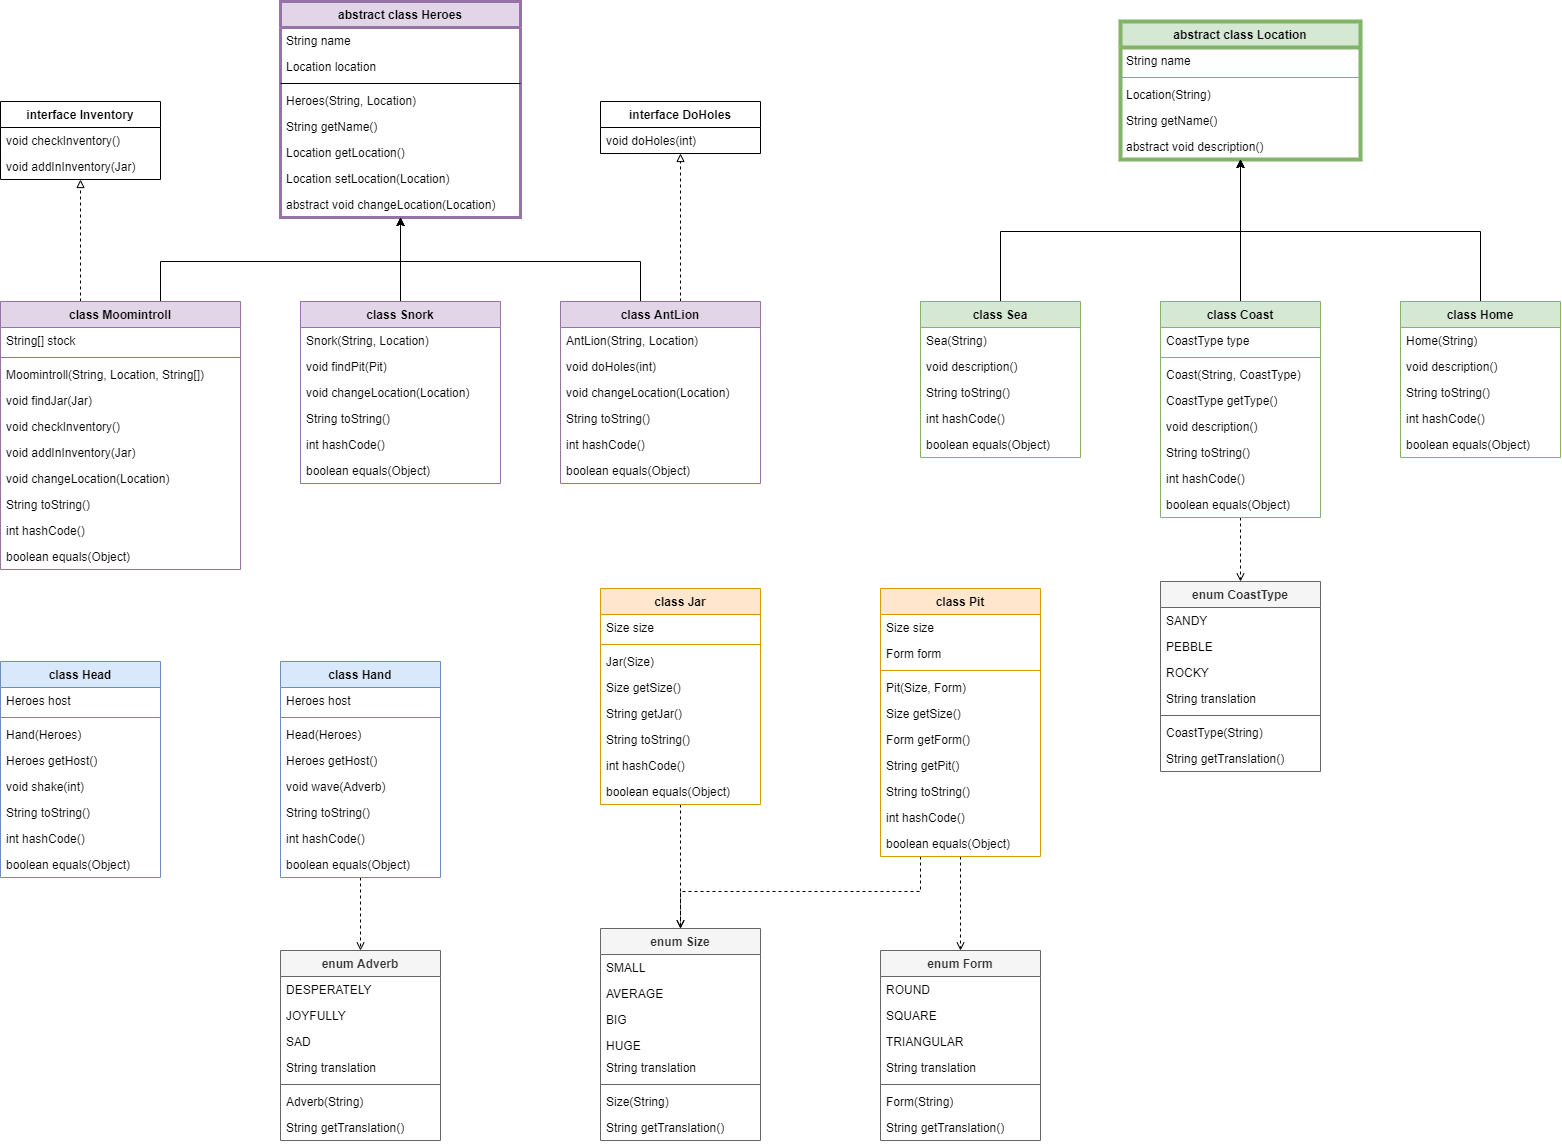 abstract class Heroes
String name
Location location
Heroes(String, Location)
String getName()
Location getLocation()
Location setLocation(Location)
abstract void changeLocation(Location)
interface Inventory
void checkInventory()
void addInInventory(Jar)
interface DoHoles
void doHoles(int)
abstract class Location
String name
Location(String)
String getName()
abstract void description()
class Moomintroll
String[] stock
Moomintroll(String, Location, String[])
void findJar(Jar)
void checkInventory()
void addInInventory(Jar)
void changeLocation(Location)
String toString()
int hashCode()
boolean equals(Object)
class Snork
Snork(String, Location)
void findPit(Pit)
void changeLocation(Location)
String toString()
int hashCode()
boolean equals(Object)
class AntLion
AntLion(String, Location)
void doHoles(int)
void changeLocation(Location)
String toString()
int hashCode()
boolean equals(Object)
class Sea
Sea(String)
void description()
String toString()
int hashCode()
boolean equals(Object)
class Coast
CoastType type
Coast(String, CoastType)
CoastType getType()
void description()
String toString()
int hashCode()
boolean equals(Object)
class Home
Home(String)
void description()
String toString()
int hashCode()
boolean equals(Object)
class Head
Heroes host
Hand(Heroes)
Heroes getHost()
void shake(int)
String toString()
int hashCode()
boolean equals(Object)
class Hand
Heroes host
Head(Heroes)
Heroes getHost()
void wave(Adverb)
String toString()
int hashCode()
boolean equals(Object)
class Jar
Size size
Jar(Size)
Size getSize()
String getJar()
String toString()
int hashCode()
boolean equals(Object)
class Pit
Size size
Form form
Pit(Size, Form)
Size getSize()
Form getForm()
String getPit()
String toString()
int hashCode()
boolean equals(Object)
enum CoastType
SANDY
PEBBLE
ROCKY
String translation
CoastType(String)
String getTranslation()
enum Adverb
DESPERATELY
JOYFULLY
SAD
String translation
Adverb(String)
String getTranslation()
enum Size
SMALL
AVERAGE
BIG
HUGE
String translation
Size(String)
String getTranslation()
enum Form
ROUND
SQUARE
TRIANGULAR
String translation
Form(String)
String getTranslation()